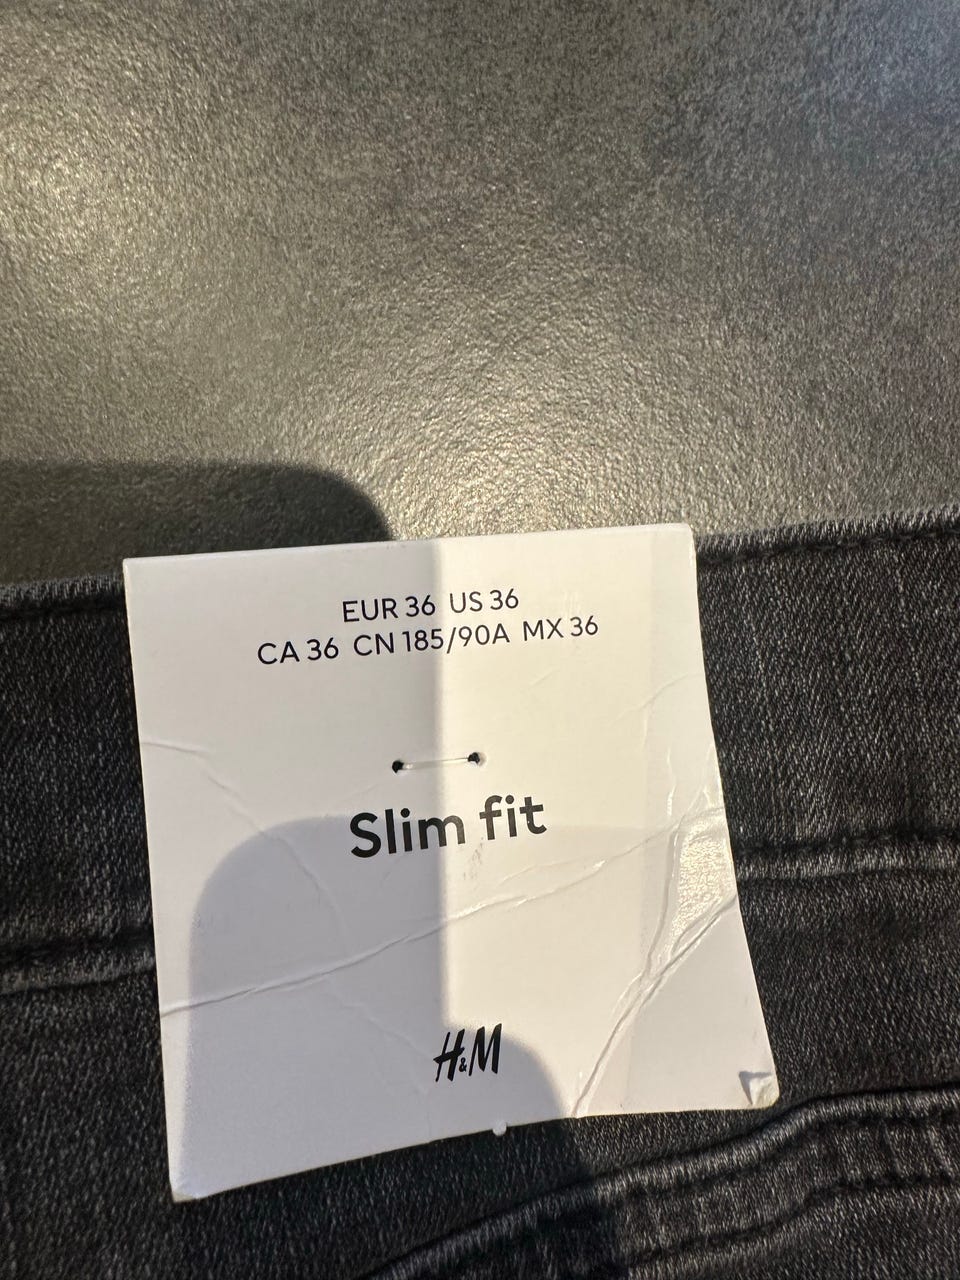 EUR 36 US 36
CA 36 CN 185/90A MX 36
Slim fit
H&M